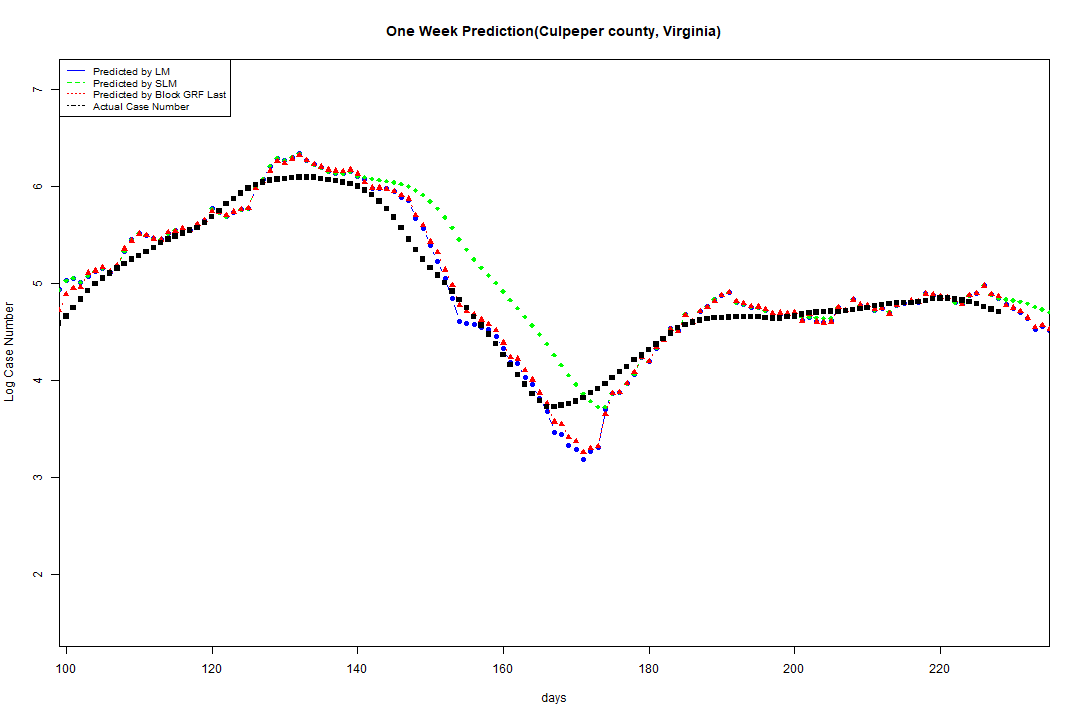 One Week Prediction(Culpeper county, Virginia)
Predicted by LM
Predicted by SLM
Predicted by Block GRF Last
Actual Case Number
Log Case Number
7
6
5
4
3
2
100 120 140 160 180 200 220
days